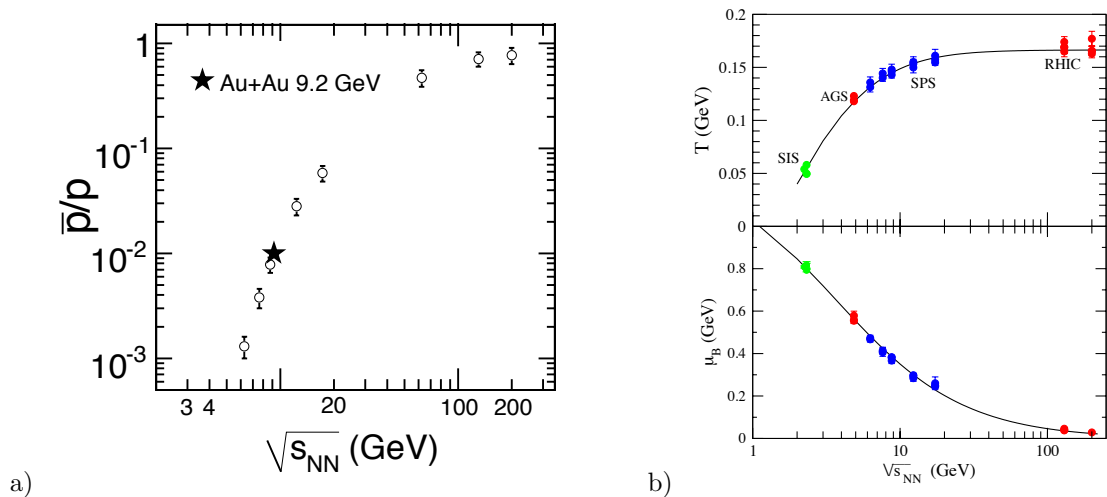 1
10⁻¹
10⁻²
10⁻³
p̅/p
★ Au+Au 9.2 GeV
3 4 20 100 200
√s_NN (GeV)
a)
0.2
0.15
0.1
0.05
0
T (GeV)
SIS
AGS
SPS
RHIC
0.8
0.6
0.4
0.2
0
μ_B (GeV)
1 10 100
√s_NN (GeV)
b)